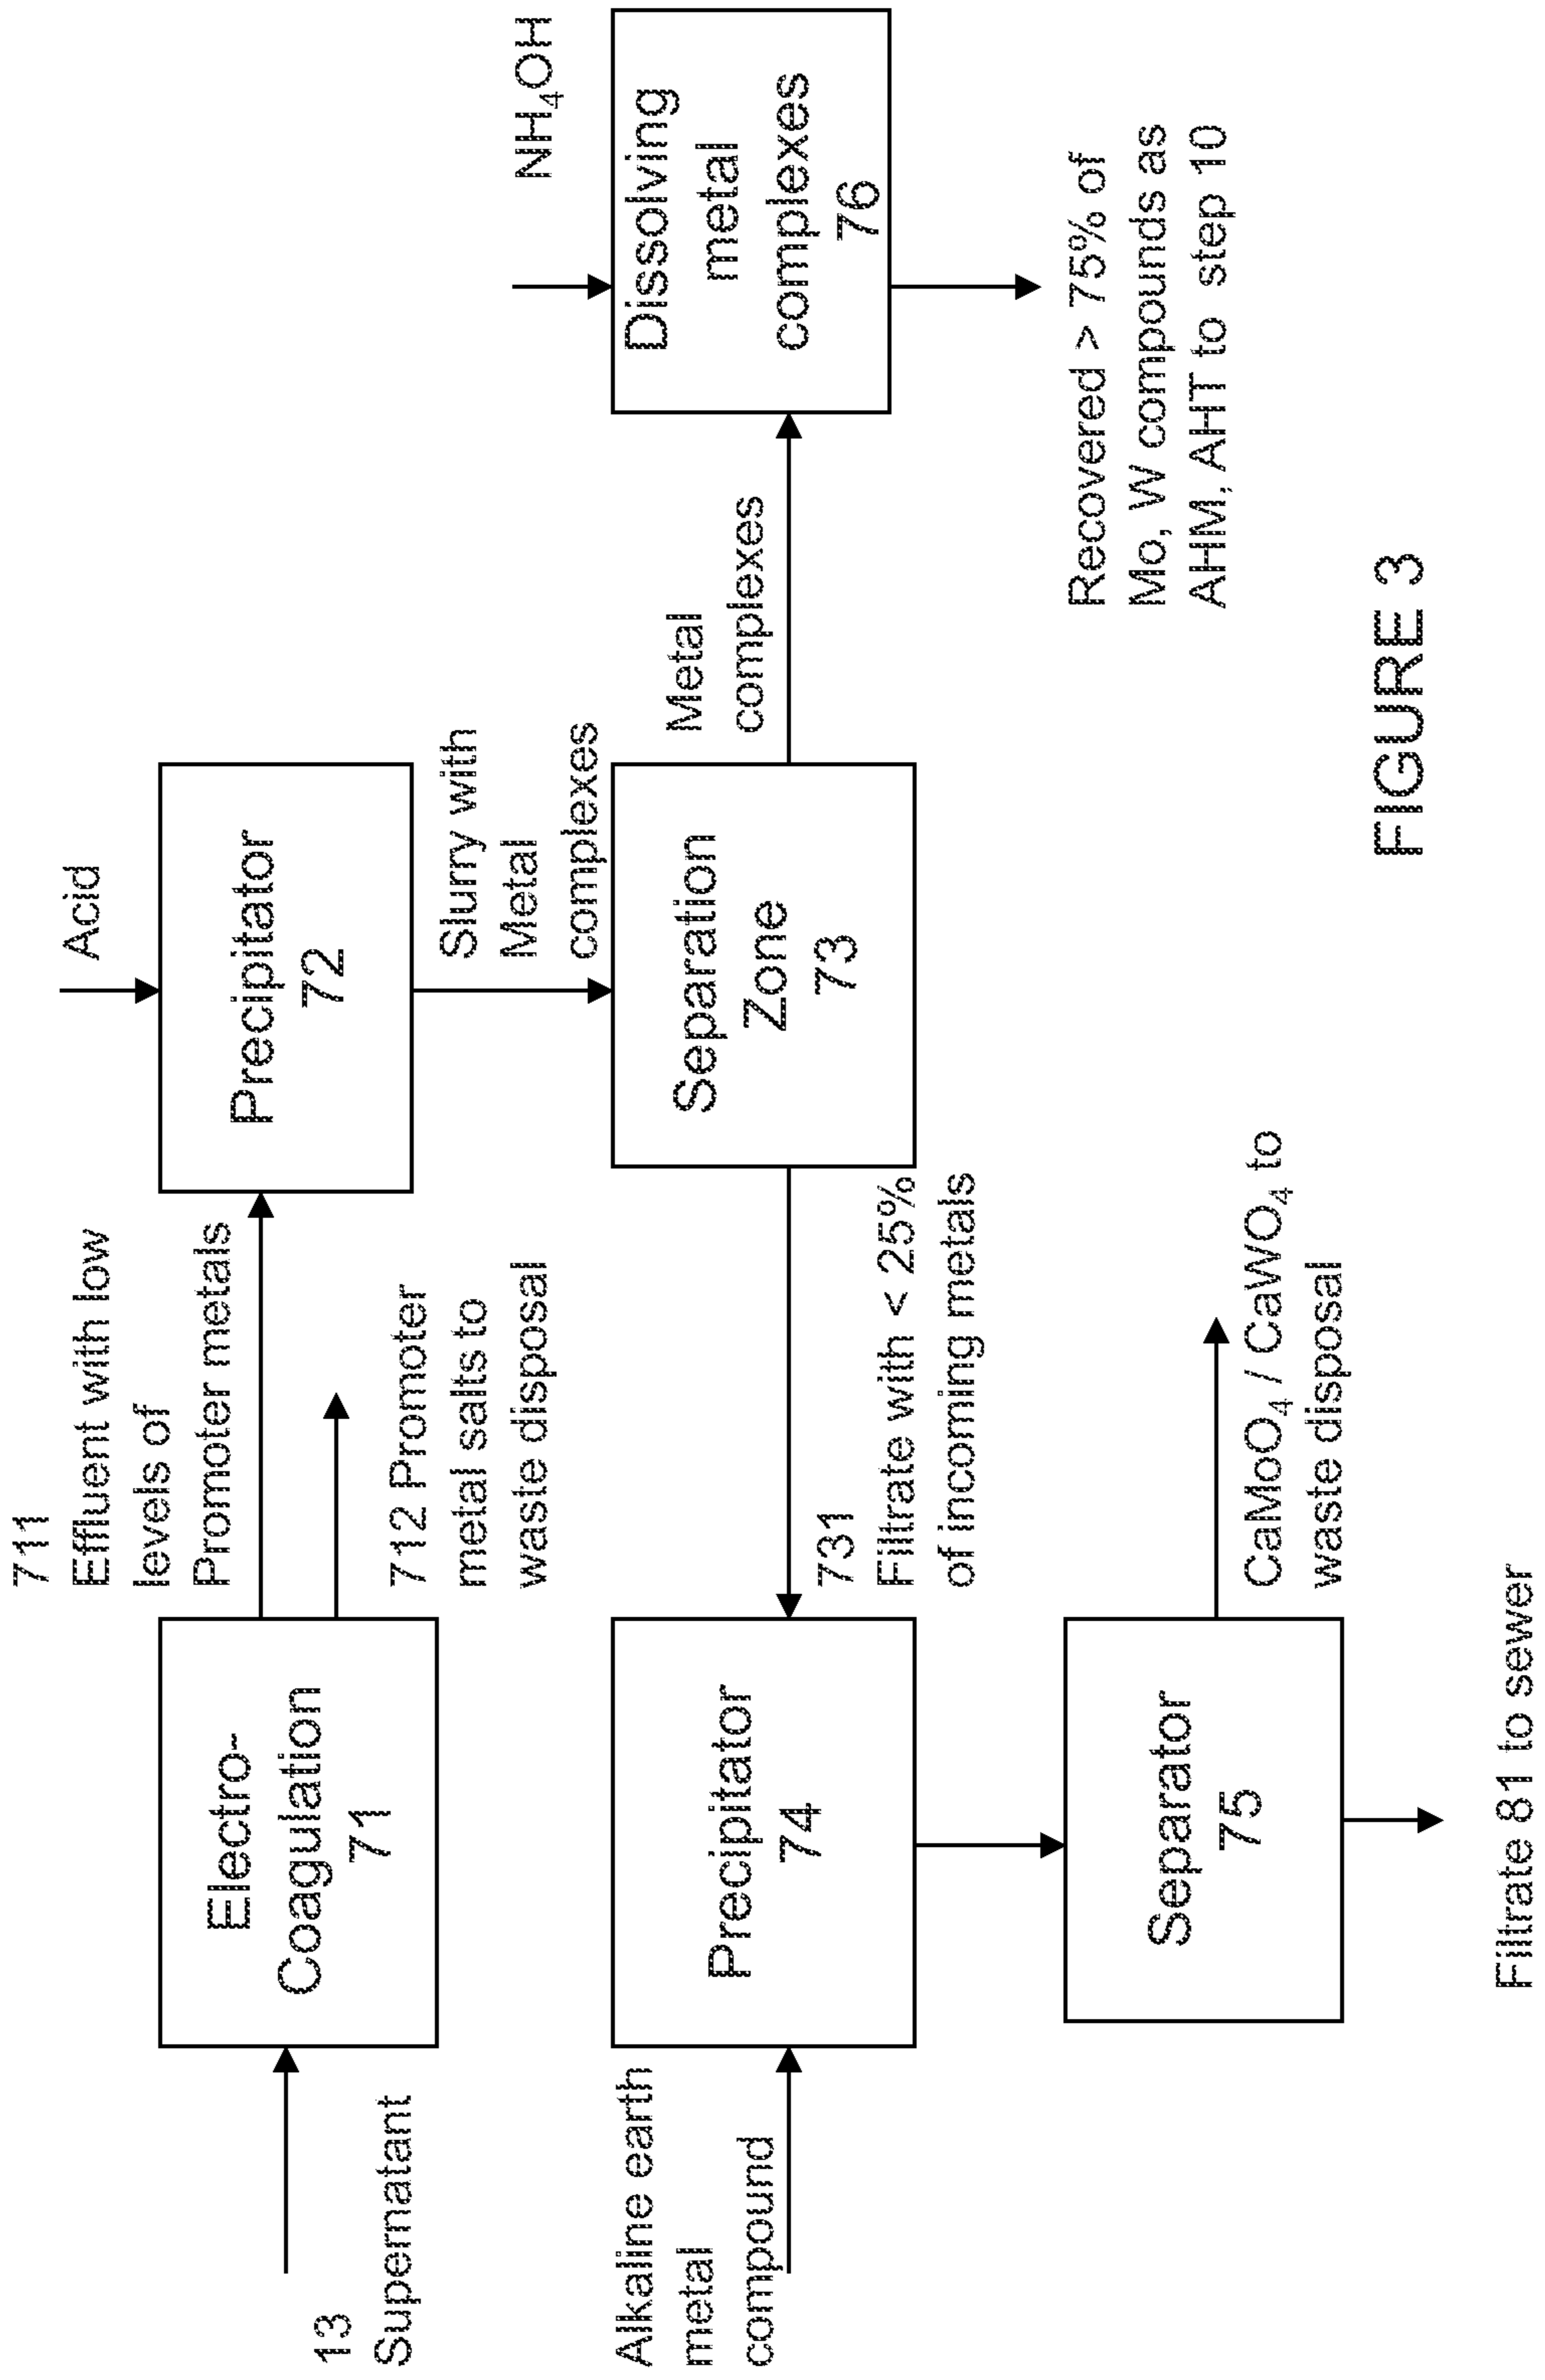 711
Effluent with low
levels of
Promoter metals
Acid
13
Supernatant
Electro-
Coagulation
71
712 Promoter
metal salts to
waste disposal
Precipitator
72
Slurry with
Metal
complexes
NH₄OH
Alkaline earth
metal
compound
Precipitator
74
731
Filtrate with < 25%
of incoming metals
Separation
Zone
73
Metal
complexes
Dissolving
metal
complexes
76
Separator
75
CaMoO₄ / CaWO₄ to
waste disposal
Recovered > 75% of
Mo, W compounds as
AHM, AHT to step 10
Filtrate 81 to sewer
FIGURE 3